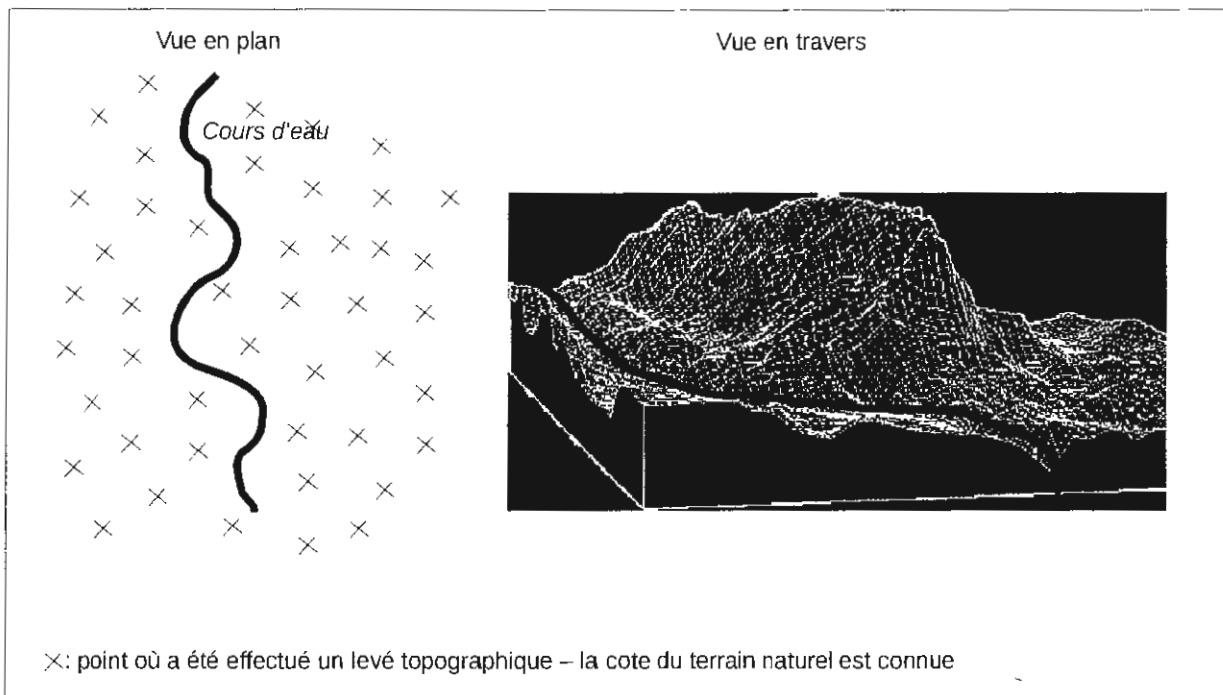 Vue en plan
Vue en travers
Cours d'eau
×: point où a été effectué un levé topographique – la cote du terrain naturel est connue